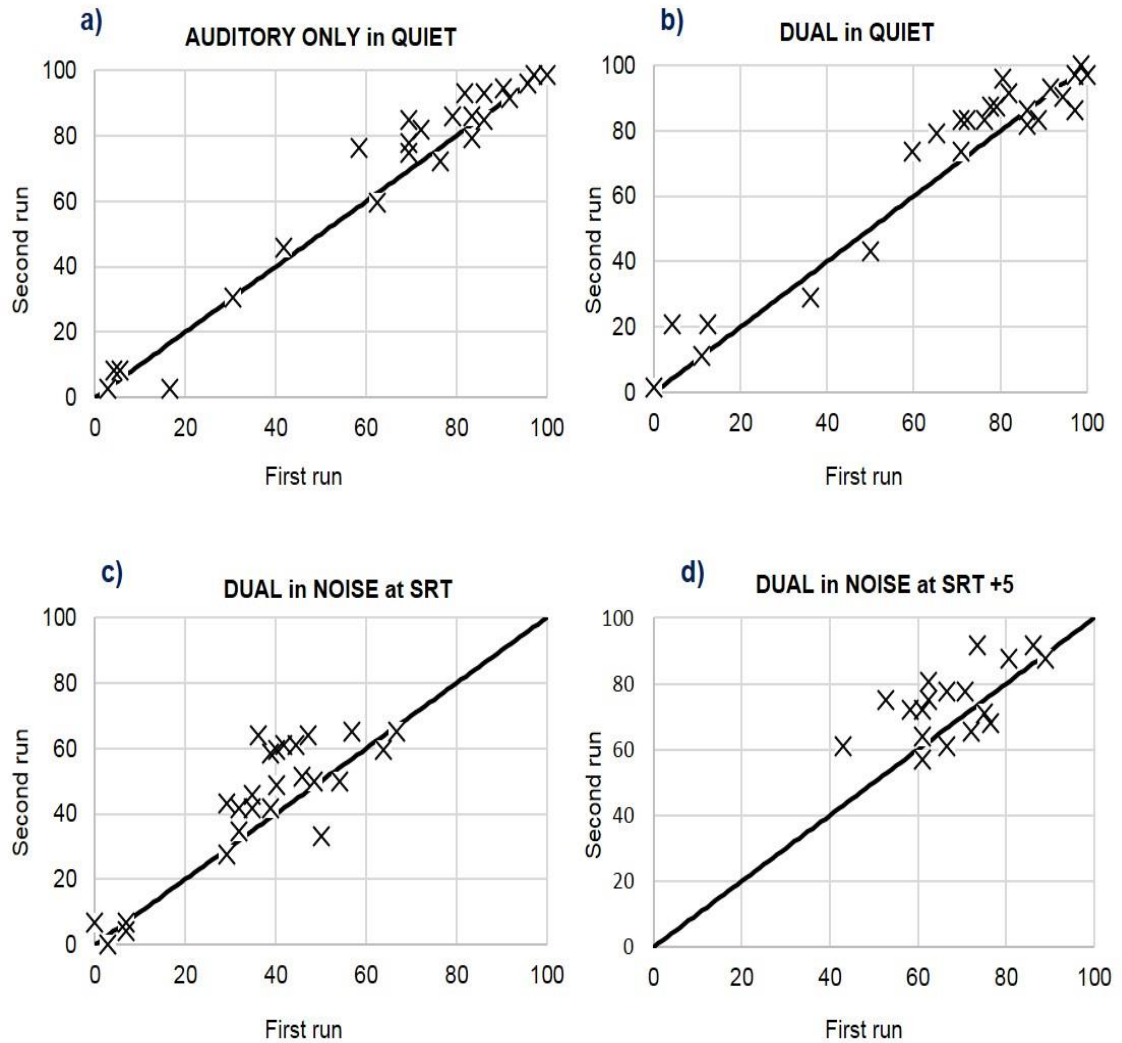 a)
AUDITORY ONLY in QUIET
100
80
60
40
20
0
Second run
0 20 40 60 80 100
First run
b)
DUAL in QUIET
100
80
60
40
20
0
Second run
0 20 40 60 80 100
First run
c)
DUAL in NOISE at SRT
100
80
60
40
20
0
Second run
0 20 40 60 80 100
First run
d)
DUAL in NOISE at SRT +5
100
80
60
40
20
0
Second run
0 20 40 60 80 100
First run